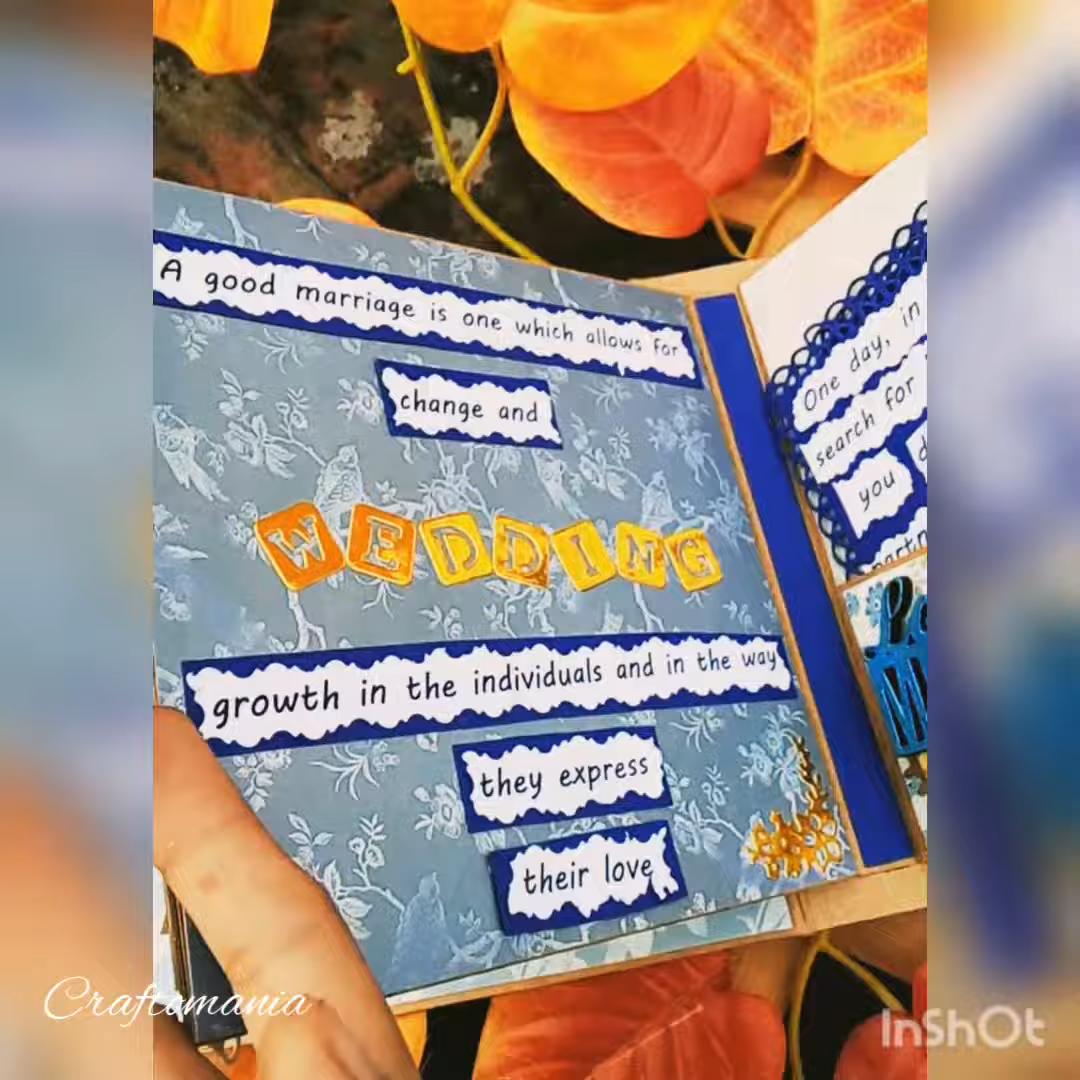 A good marriage is one which allows for
change and
WEDDING
growth in the individuals and in the way
they express
their love
One day, in
search for
you
Craftomania
InShOt